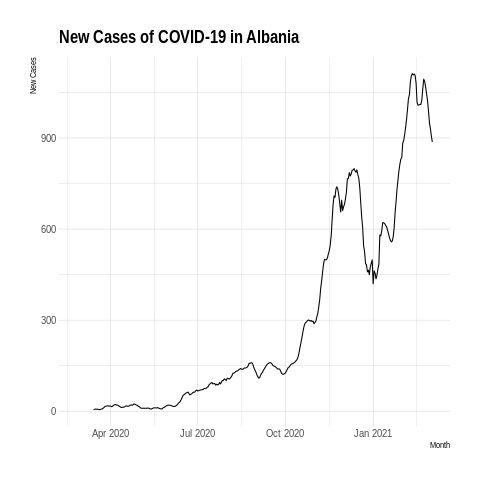 New Cases of COVID-19 in Albania
New Cases
900
600
300
0
Apr 2020 Jul 2020 Oct 2020 Jan 2021
Month